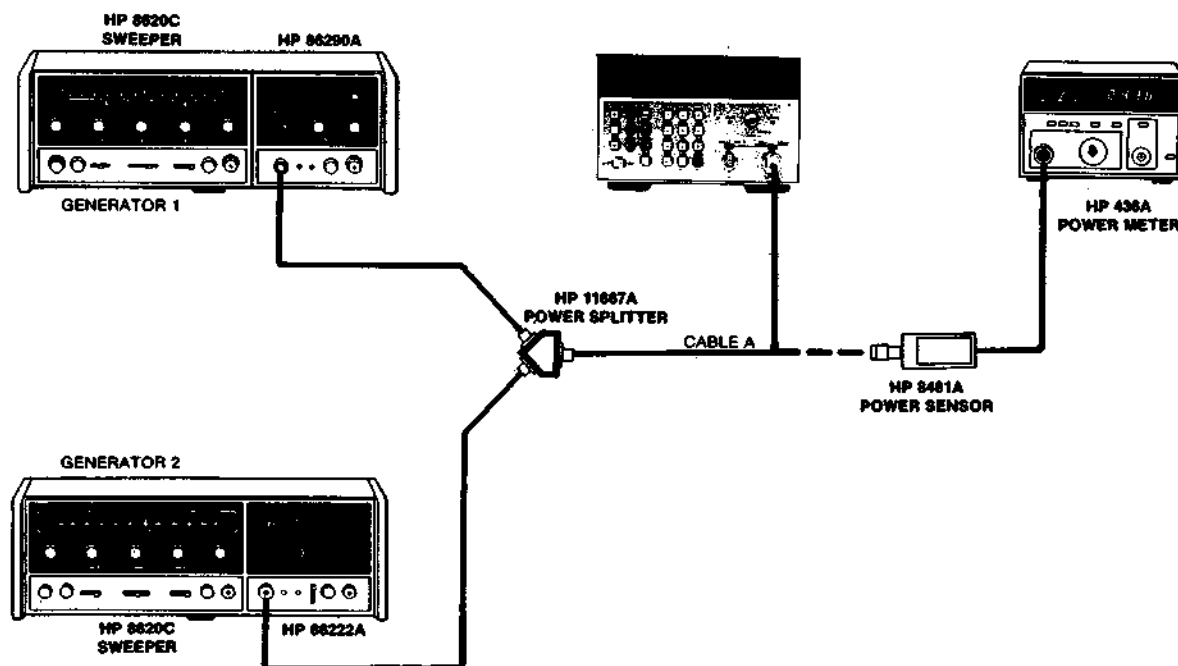 HP 8620C
SWEEPER
HP 86290A
GENERATOR 1
HP 436A
POWER METER
HP 11667A
POWER SPLITTER
CABLE A
HP 8481A
POWER SENSOR
GENERATOR 2
HP 8620C
SWEEPER
HP 86222A